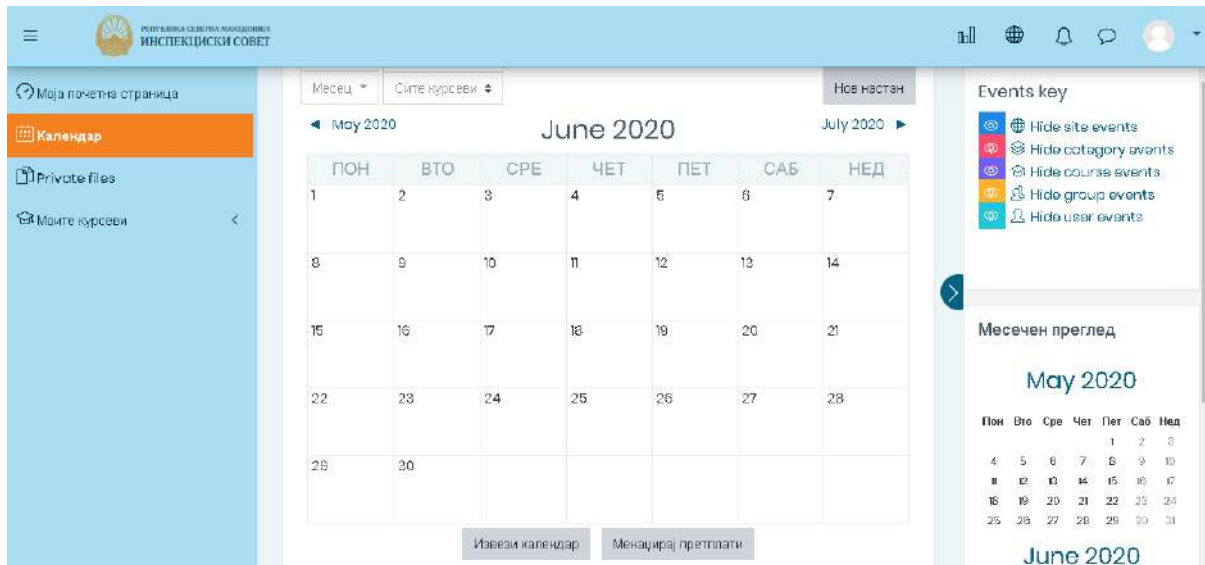 РЕПУБЛИКА СЕВЕРНА МАКЕДОНИЈА
ИНСПЕКЦИСКИ СОВЕТ
Моја почетна страница
Календар
Private files
Моите курсеви
Месец
Сите курсеви
Нов настан
May 2020
June 2020
July 2020
ПОН ВТО СРЕ ЧЕТ ПЕТ САБ НЕД
1 2 3 4 5 6 7
8 9 10 11 12 13 14
15 16 17 18 19 20 21
22 23 24 25 26 27 28
29 30
Извези календар
Менаџирај претплати
Events key
Hide site events
Hide category events
Hide course events
Hide group events
Hide user events
Месечен преглед
May 2020
Пон Вто Сре Чет Пет Саб Нед
1 2 3
4 5 6 7 8 9 10
11 12 13 14 15 16 17
18 19 20 21 22 23 24
25 26 27 28 29 30 31
June 2020